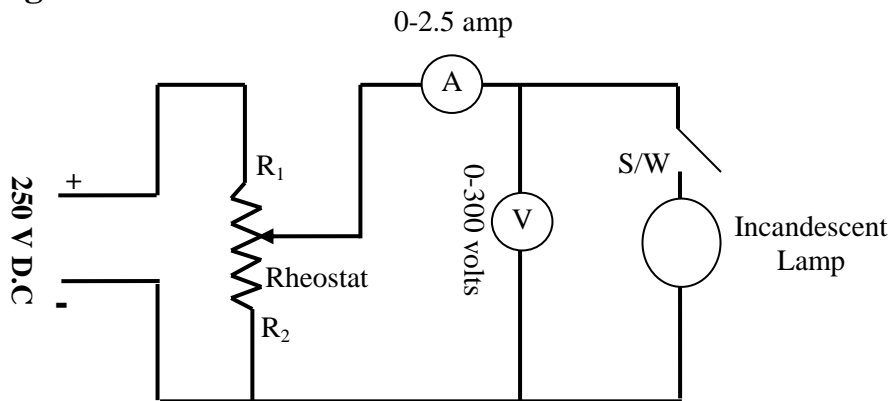 0-2.5 amp
A
R1
S/W
+
250 V D.C
0-300 volts
V
Incandescent
Lamp
Rheostat
-
R2